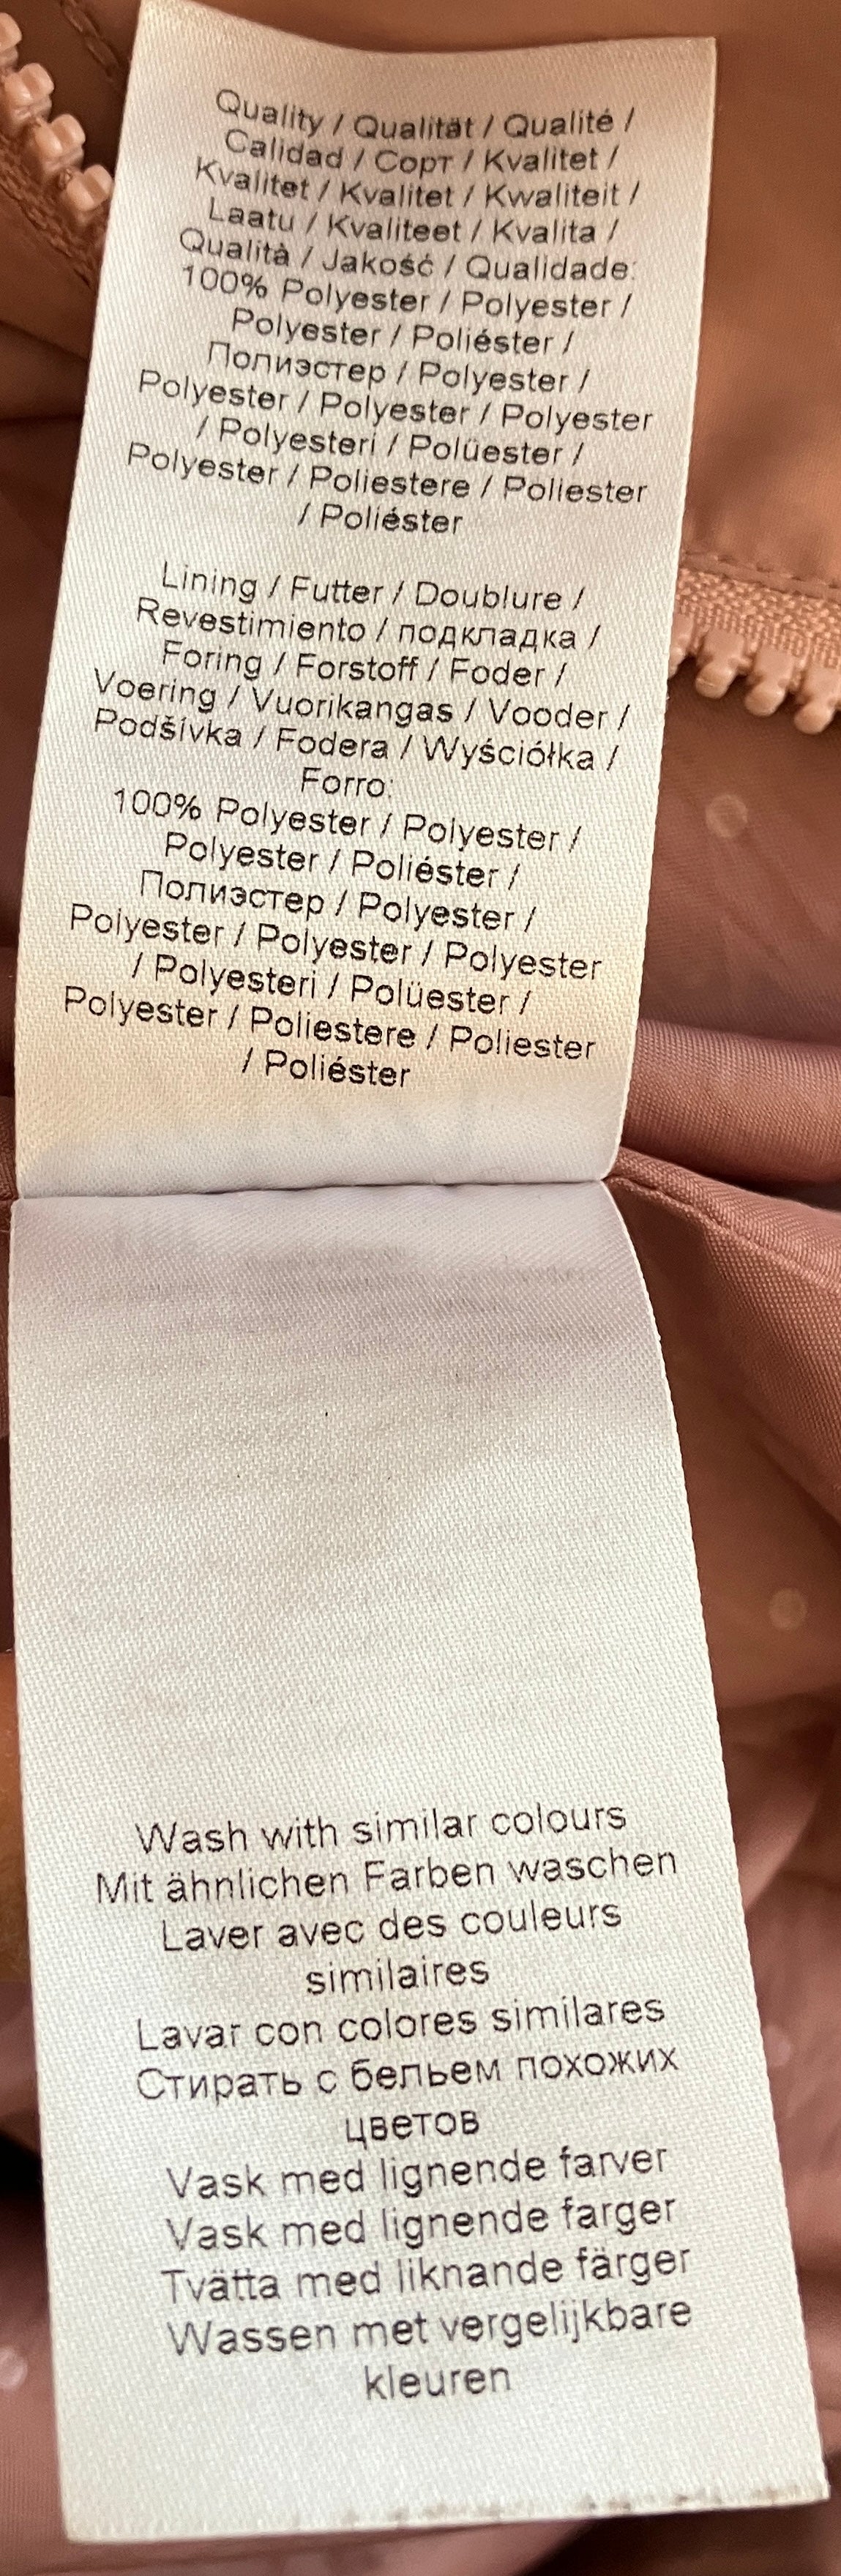 Quality / Qualität / Qualité /
Calidad / Сорт / Kvalitet /
Kvalitet / Kvalitet / Kwaliteit /
Laatu / Kvaliteet / Kvalita /
Qualità / Jakość / Qualidade:
100% Polyester / Polyester /
Polyester / Poliéster /
Полиэстер / Polyester /
Polyester / Polyester / Polyester
/ Polyesteri / Polüester /
Polyester / Poliestere / Poliester
/ Poliéster
Lining / Futter / Doublure /
Revestimiento / подкладка /
Foring / Forstoff / Foder /
Voering / Vuorikangas / Vooder /
Podšívka / Fodera / Wyściółka /
Forro:
100% Polyester / Polyester /
Polyester / Poliéster /
Полиэстер / Polyester /
Polyester / Polyester / Polyester
/ Polyesteri / Polüester /
Polyester / Poliestere / Poliester
/ Poliéster
Wash with similar colours
Mit ähnlichen Farben waschen
Laver avec des couleurs
similaires
Lavar con colores similares
Стирать с бельем похожих
цветов
Vask med lignende farver
Vask med lignende farger
Tvätta med liknande färger
Wassen met vergelijkbare
kleuren